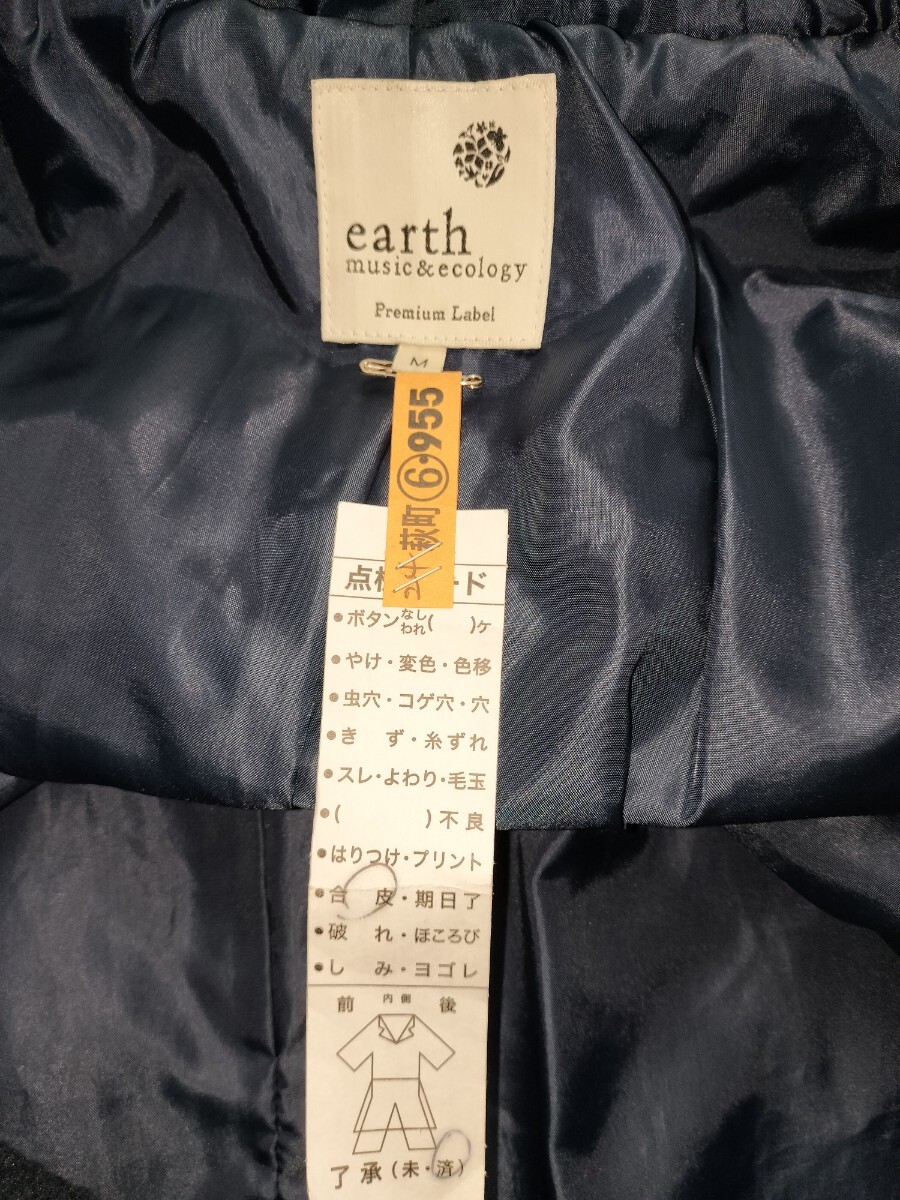 earth
music&ecology
Premium Label
M
萩町⑥・955
点検カード
・ボタンなしわれ( )ヶ
・やけ・変色・色移
・虫穴・コゲ穴・穴
・きず・糸ずれ
・スレ・よわり・毛玉
・( )不良
・はりつけ・プリント
・合皮・期日了
・破れ・ほころび
・しみ・ヨゴレ
前 内側 後
了承(未・済)